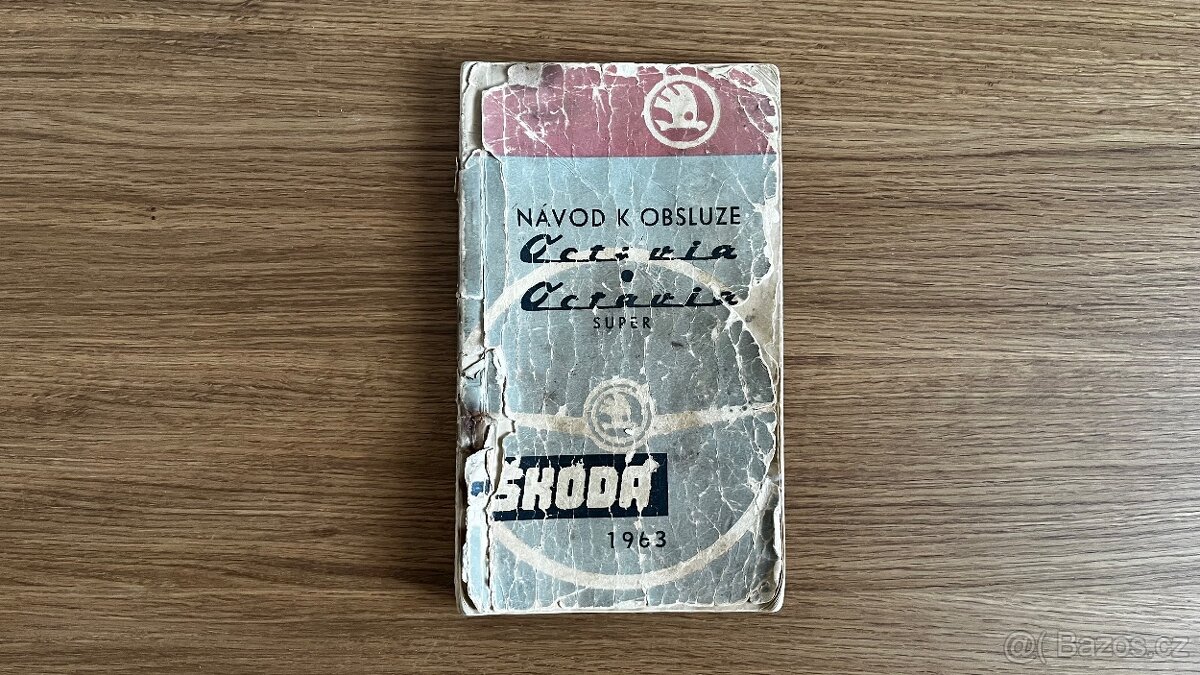 NÁVOD K OBSLUZE
Octavia
Octavia
SUPER
ŠKODA
1963
@( Bazos.cz